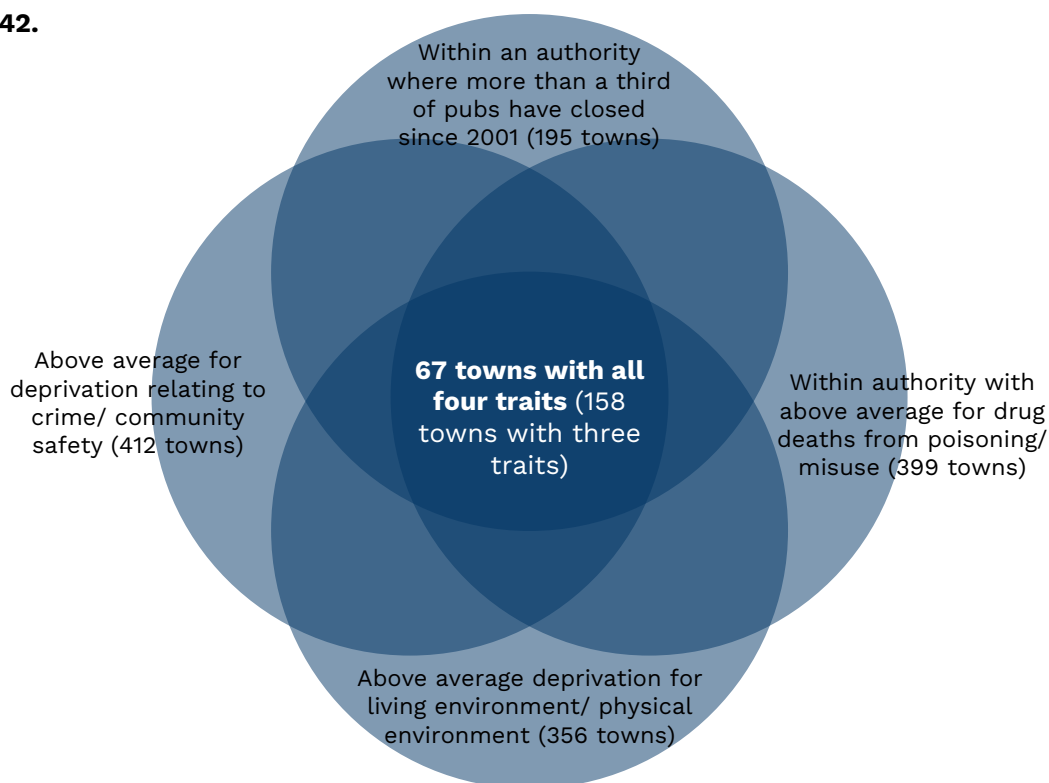 42.
Within an authority
where more than a third
of pubs have closed
since 2001 (195 towns)
Above average for
deprivation relating to
crime/ community
safety (412 towns)
67 towns with all
four traits (158
towns with three
traits)
Within authority with
above average for drug
deaths from poisoning/
misuse (399 towns)
Above average deprivation for
living environment/ physical
environment (356 towns)